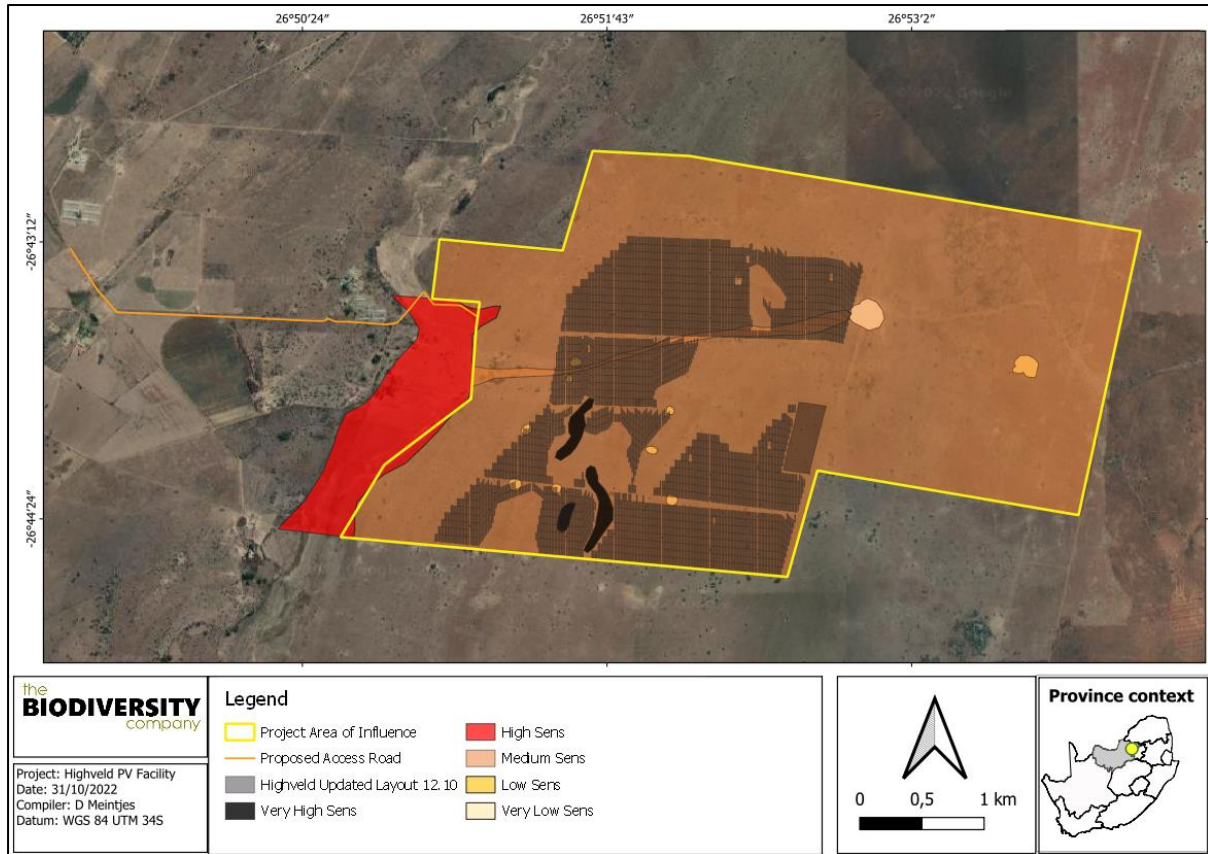 26°50′24″ 26°51′43″ 26°53′2″
© 2022 Google
-26°43′12″
-26°44′24″
the
BIODIVERSITY
company
Project: Highveld PV Facility
Date: 31/10/2022
Compiler: D Meintjes
Datum: WGS 84 UTM 34S
Legend
Project Area of Influence
Proposed Access Road
Highveld Updated Layout 12.10
Very High Sens
High Sens
Medium Sens
Low Sens
Very Low Sens
0 0,5 1 km
Province context